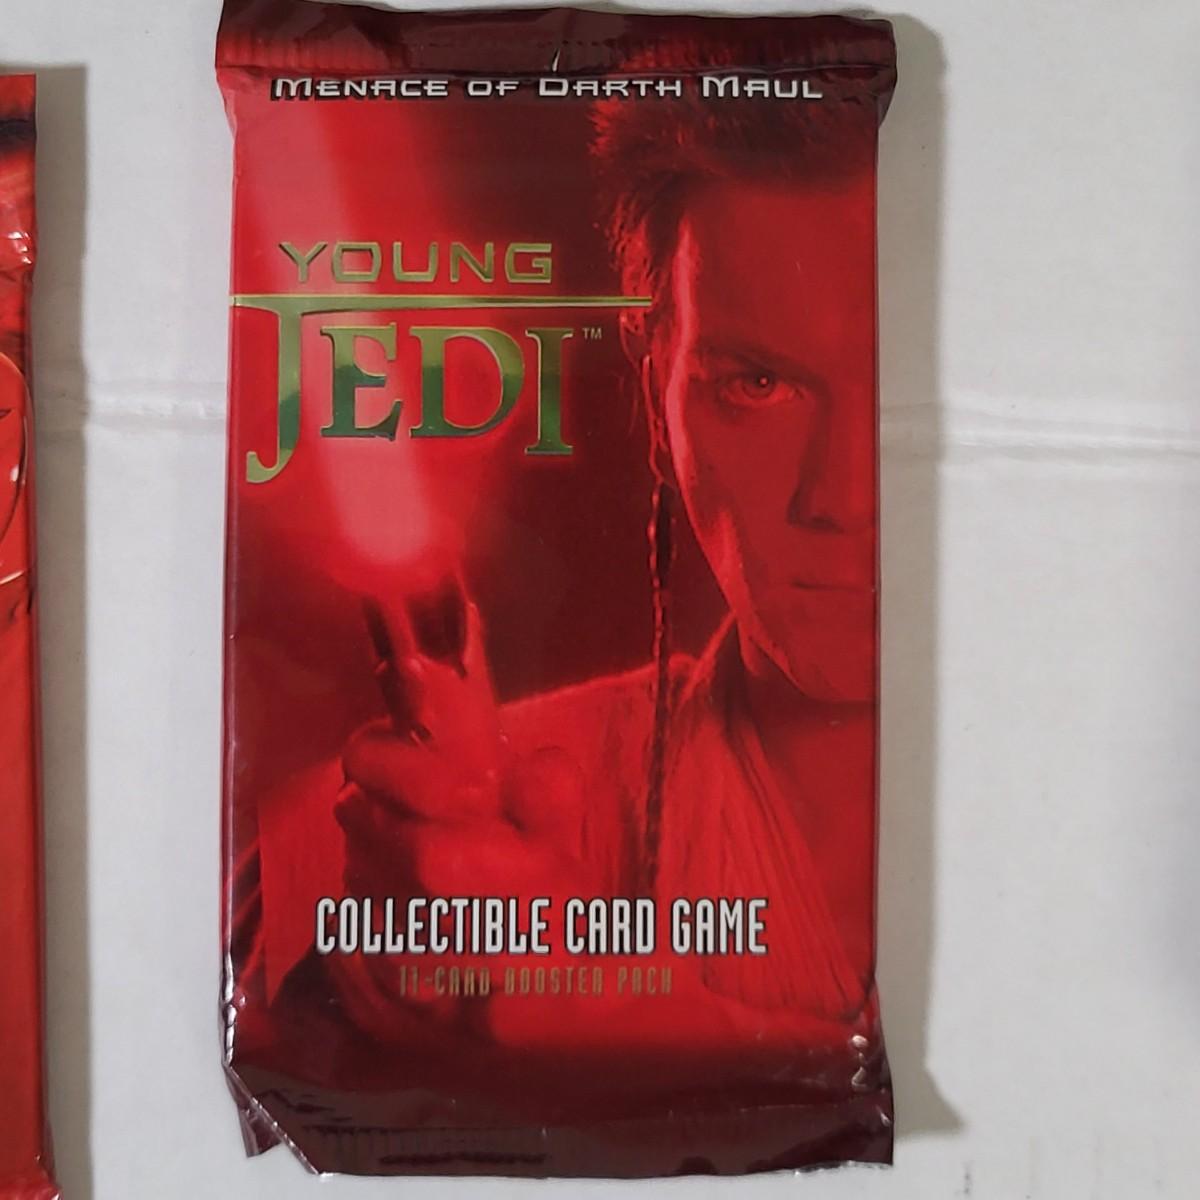 MENACE OF DARTH MAUL
YOUNG
JEDI™
COLLECTIBLE CARD GAME
11-CARD BOOSTER PACK